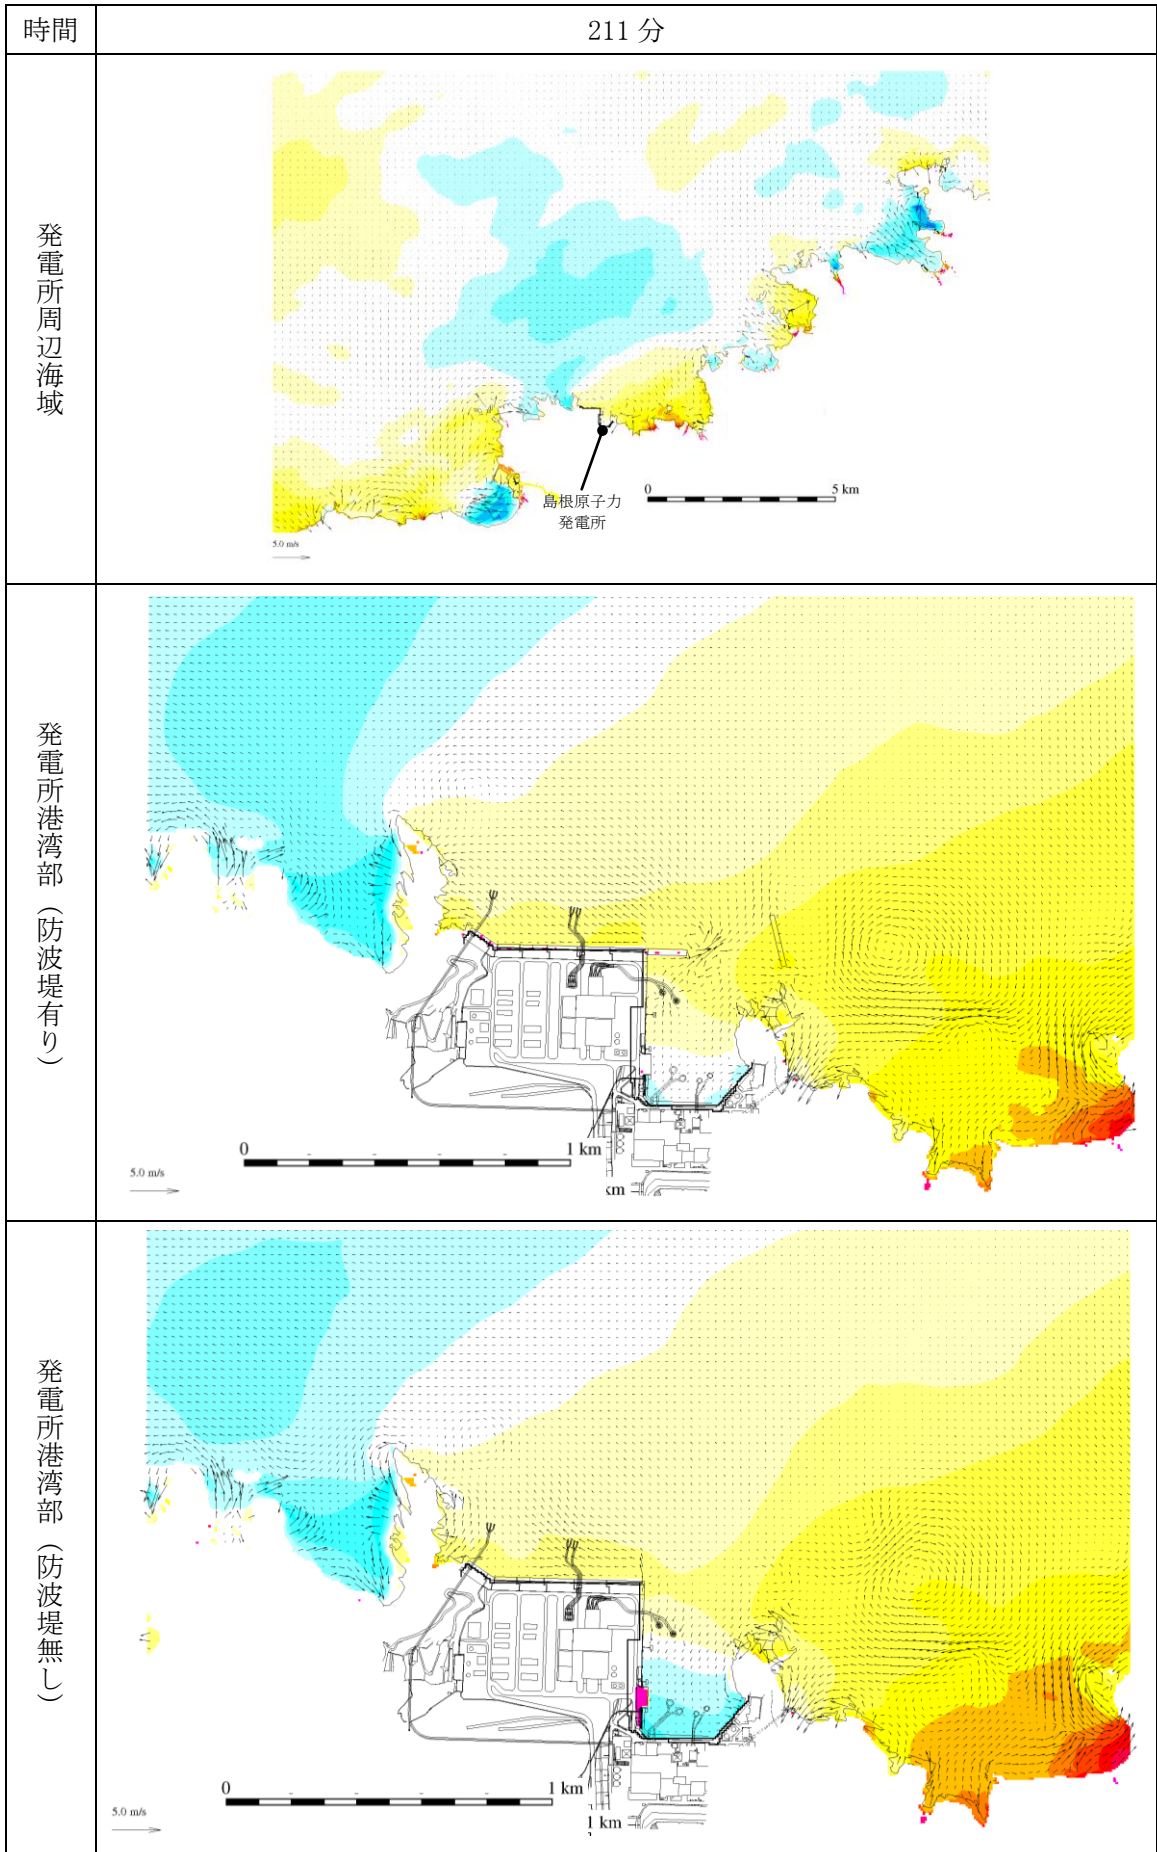 時間
211 分
発電所周辺海域
島根原子力
発電所
0
5 km
5.0 m/s
発電所港湾部（防波堤有り）
0
1 km
km
5.0 m/s
発電所港湾部（防波堤無し）
0
1 km
1 km
5.0 m/s